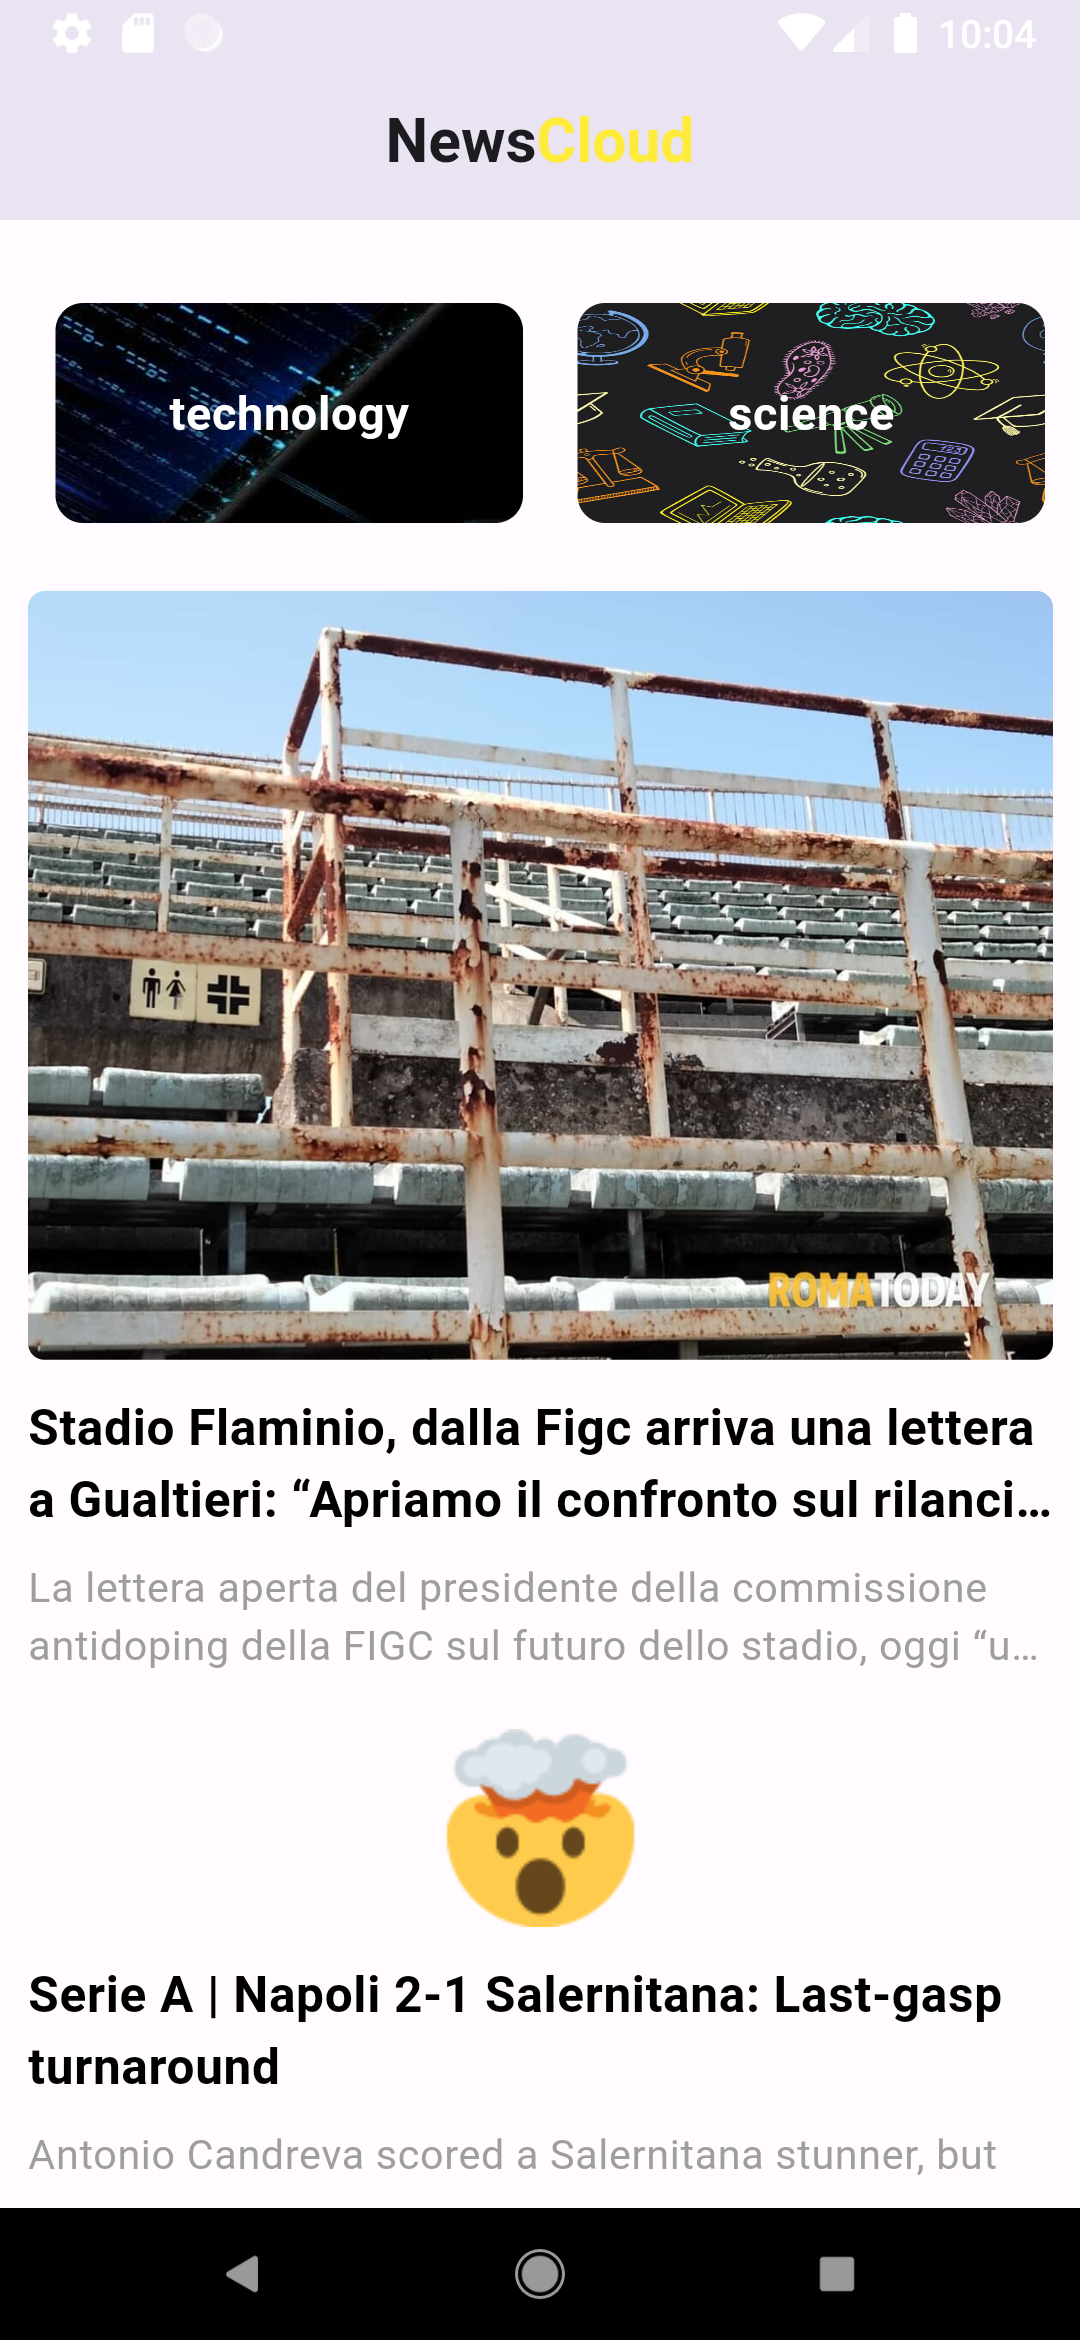 10:04
NewsCloud
technology
science
ROMATODAY
Stadio Flaminio, dalla Figc arriva una lettera
a Gualtieri: “Apriamo il confronto sul rilanci…
La lettera aperta del presidente della commissione
antidoping della FIGC sul futuro dello stadio, oggi “u…
Serie A | Napoli 2-1 Salernitana: Last-gasp
turnaround
Antonio Candreva scored a Salernitana stunner, but